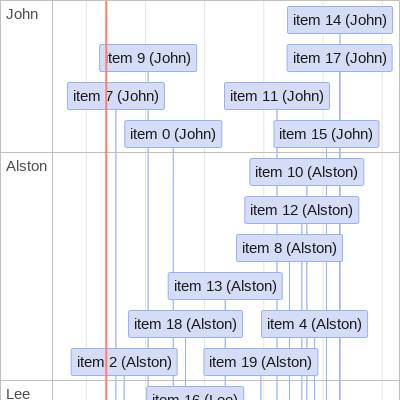 John
item 14 (John)
item 9 (John)
item 17 (John)
item 7 (John)
item 11 (John)
item 0 (John)
item 15 (John)
Alston
item 10 (Alston)
item 12 (Alston)
item 8 (Alston)
item 13 (Alston)
item 18 (Alston)
item 4 (Alston)
item 2 (Alston)
item 19 (Alston)
Lee
item 16 (Lee)